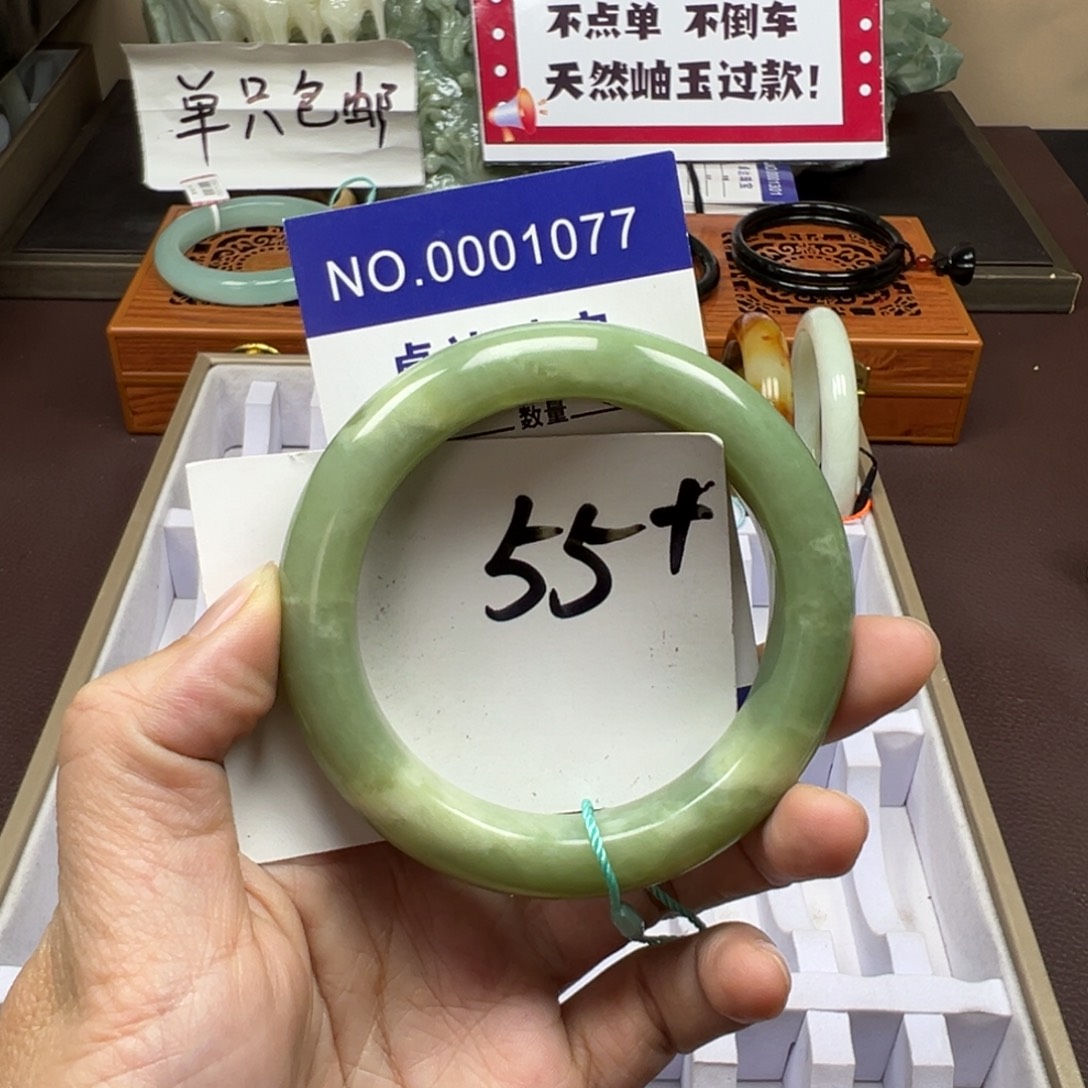 不点单 不倒车
天然岫玉过款!
单只包邮
NO.0001077
数量
55+